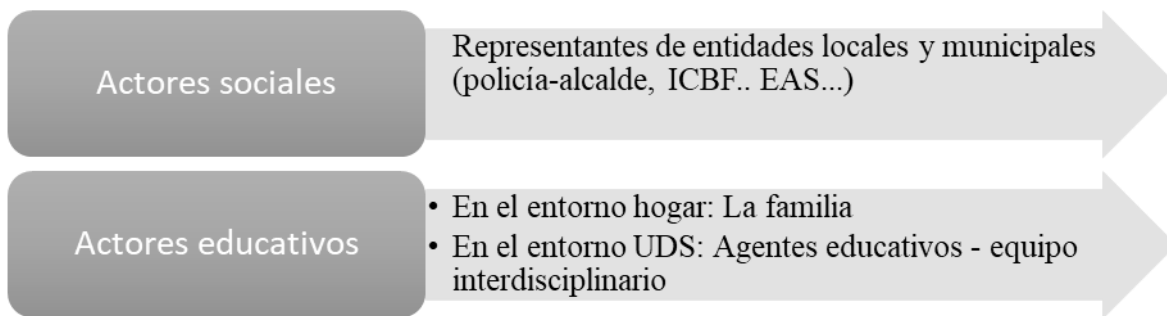 Actores sociales
Representantes de entidades locales y municipales
(policía-alcalde, ICBF.. EAS...)
Actores educativos
• En el entorno hogar: La familia
• En el entorno UDS: Agentes educativos - equipo
interdisciplinario